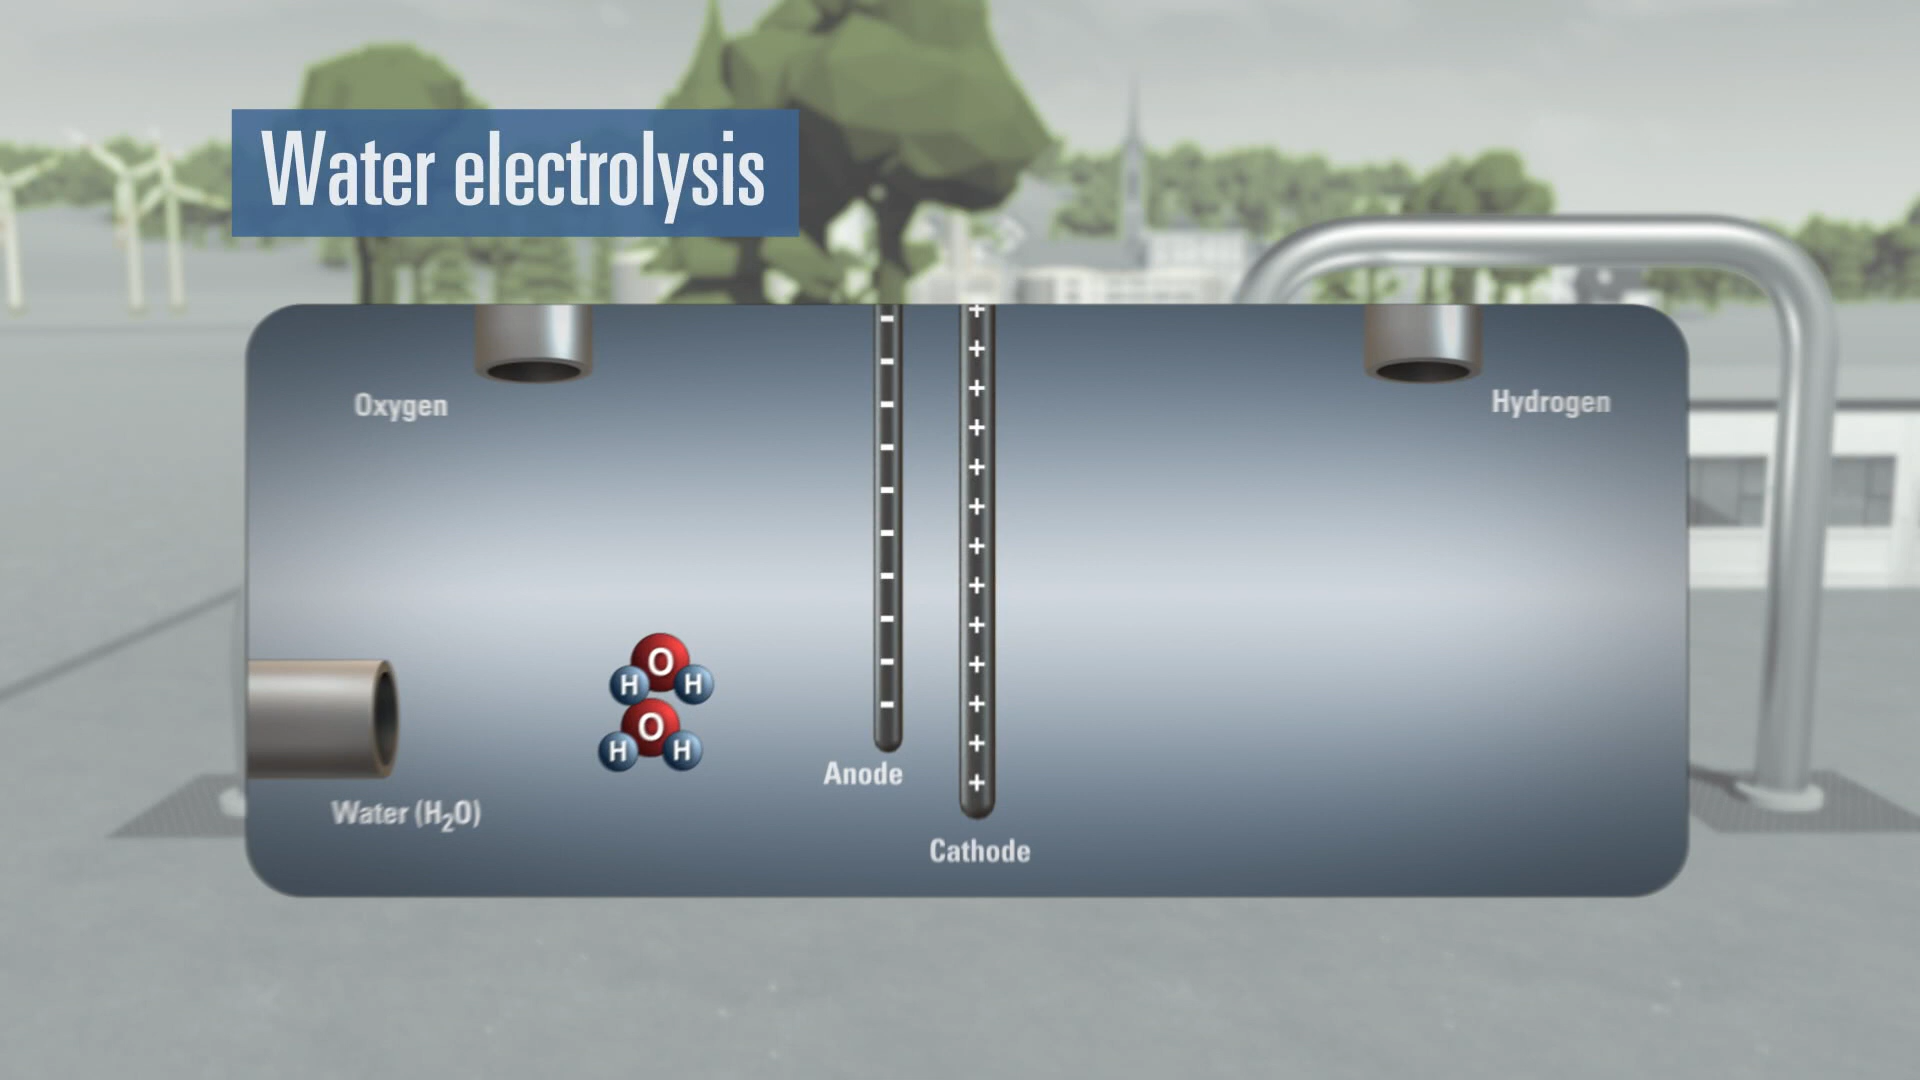 Water electrolysis
Oxygen
Hydrogen
- - - - - - - - - -
+ + + + + + + + + + + + +
O
H H
O
H H
Anode
Water (H₂O)
Cathode